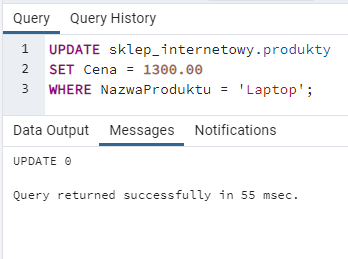 Query Query History
1 UPDATE sklep_internetowy.produkty
2 SET Cena = 1300.00
3 WHERE NazwaProduktu = 'Laptop';
Data Output Messages Notifications
UPDATE 0
Query returned successfully in 55 msec.